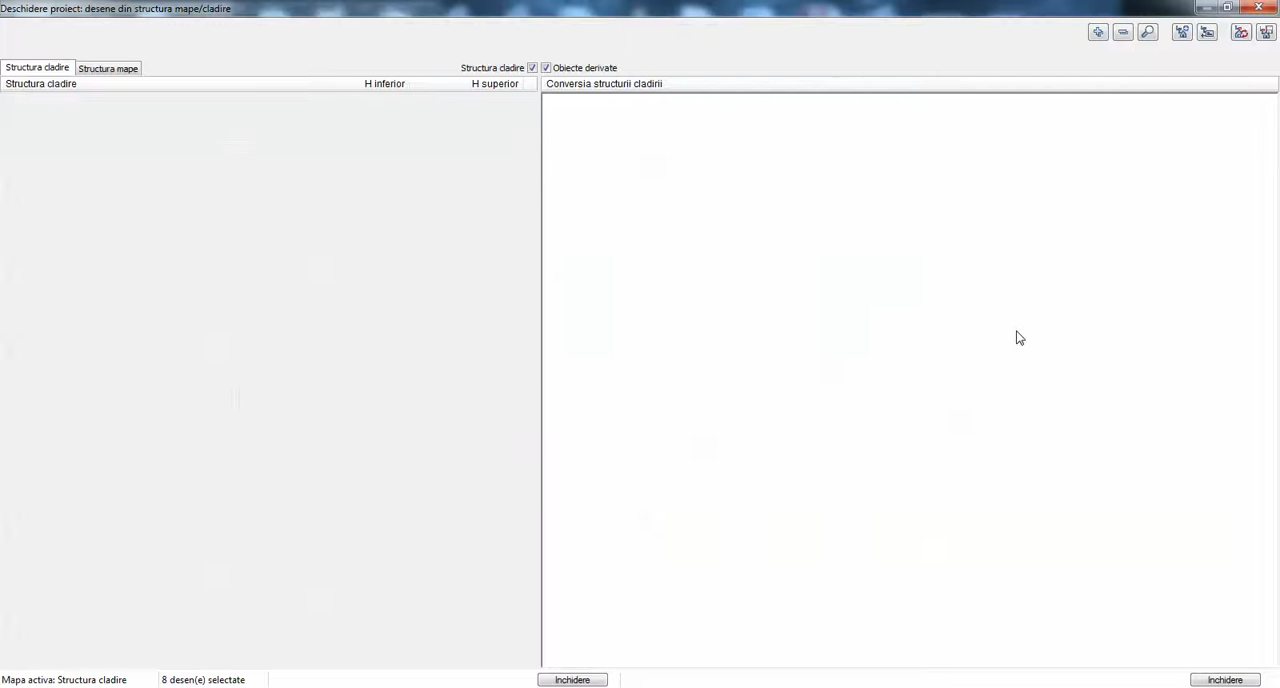 Deschidere proiect: desene din structura mape/cladire
Structura cladire
Structura mape
Structura cladire
Obiecte derivate
Structura cladire
H inferior
H superior
Conversia structurii cladirii
Mapa activa: Structura cladire
8 desen(e) selectate
Inchidere
Inchidere